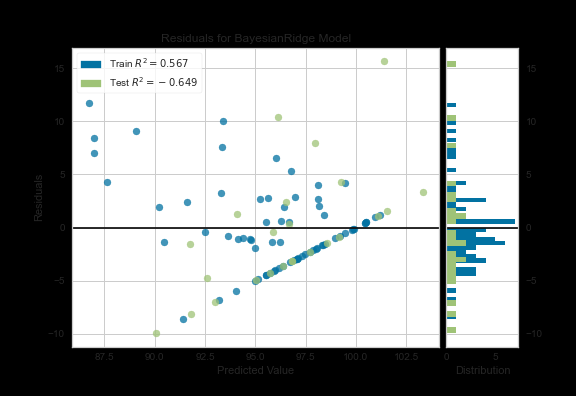 Residuals for BayesianRidge Model
Train R² = 0.567
Test R² = −0.649
15
10
5
0
−5
−10
Residuals
87.5 90.0 92.5 95.0 97.5 100.0 102.5
Predicted Value
15
10
5
0
−5
−10
0 5
Distribution